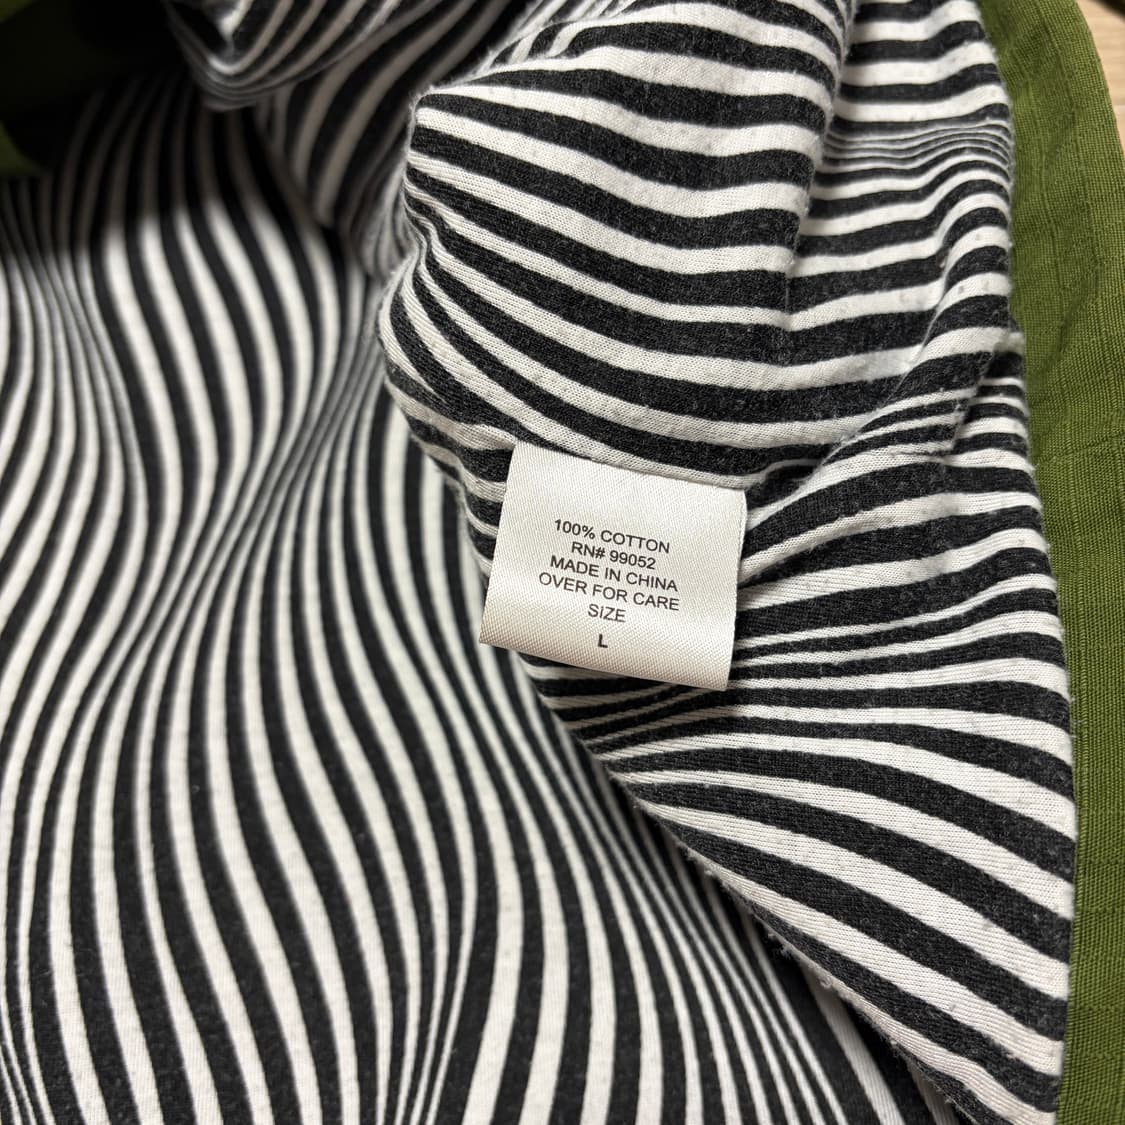 100% COTTON
RN# 99052
MADE IN CHINA
OVER FOR CARE
SIZE
L